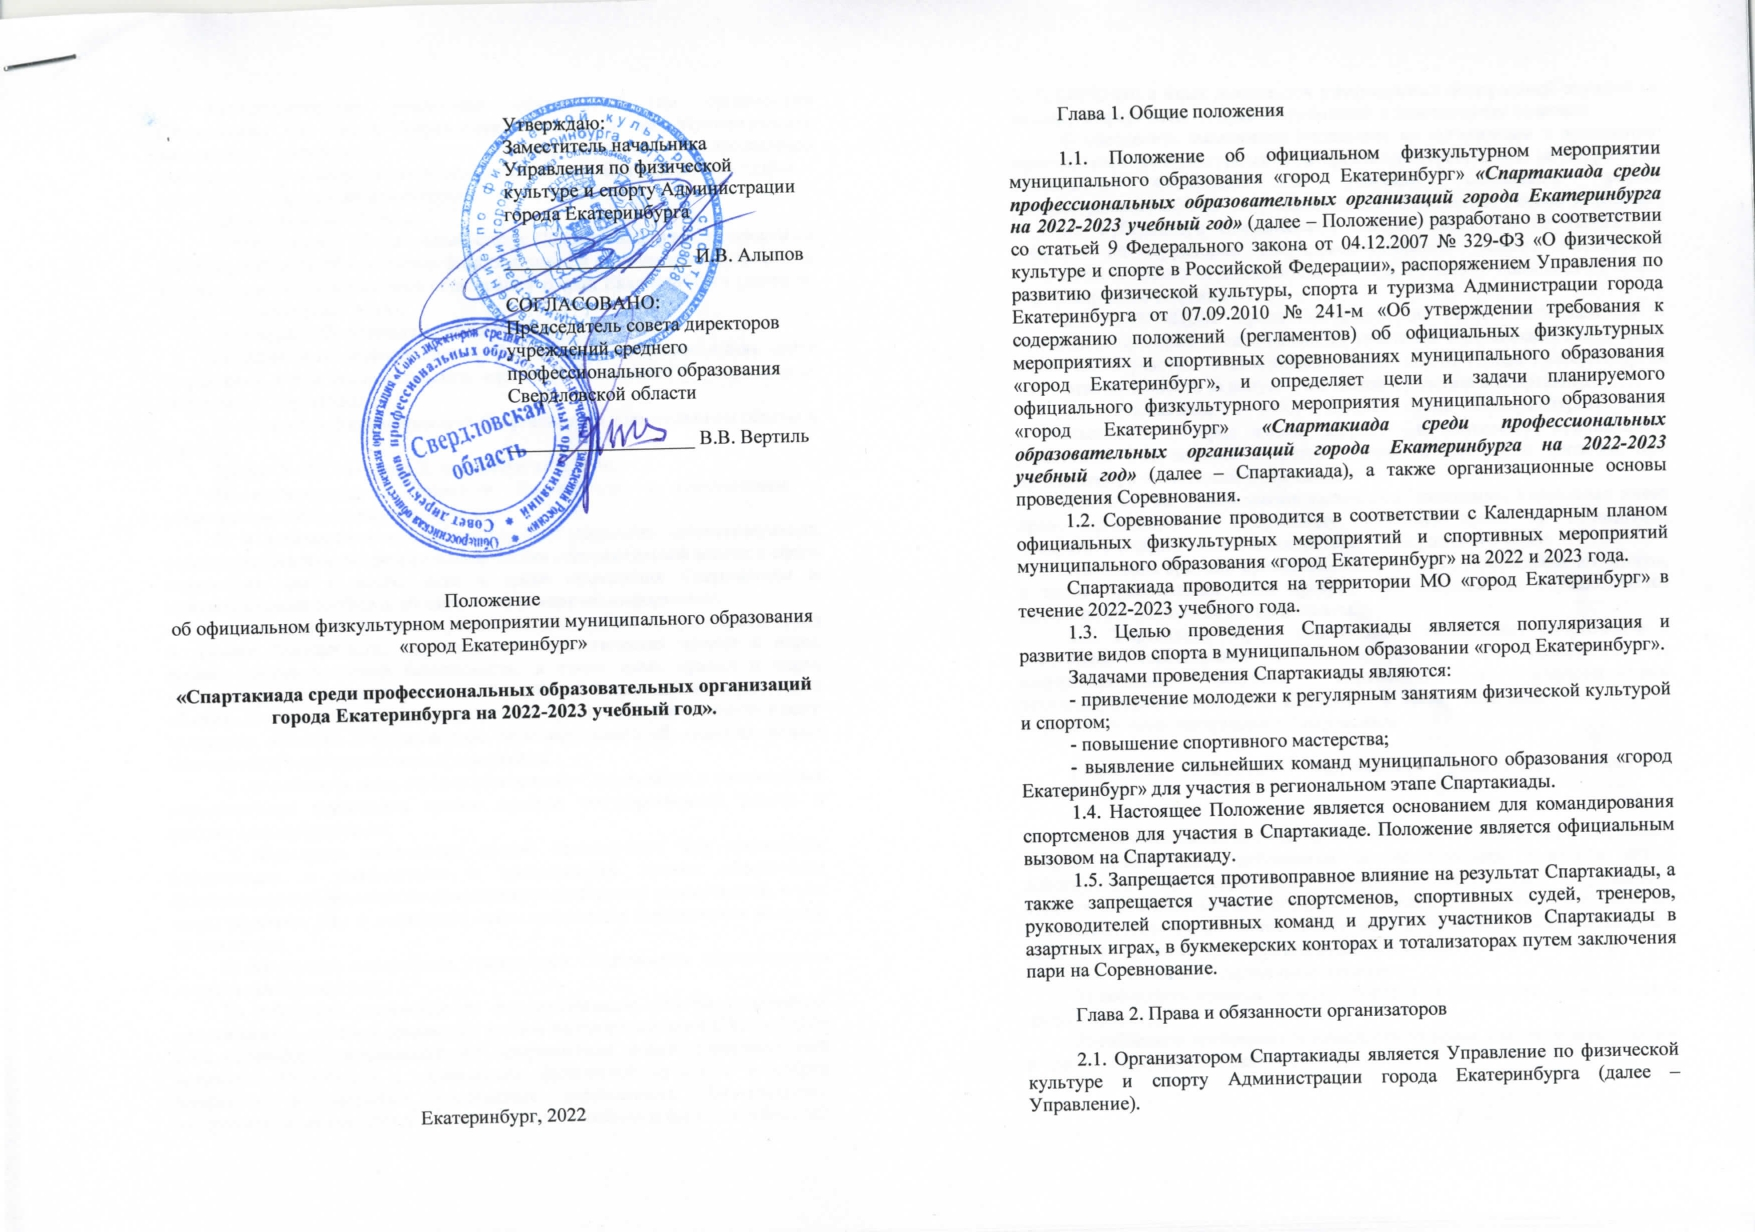 Утверждаю:
Заместитель начальника
Управления по физической
культуре и спорту Администрации
города Екатеринбурга
И.В. Алыпов
СОГЛАСОВАНО:
Председатель совета директоров
учреждений среднего
профессионального образования
Свердловской области
В.В. Вертиль
Свердловская
область
Положение
об официальном физкультурном мероприятии муниципального образования
«город Екатеринбург»
«Спартакиада среди профессиональных образовательных организаций
города Екатеринбурга на 2022-2023 учебный год».
Екатеринбург, 2022
Глава 1. Общие положения
1.1. Положение об официальном физкультурном мероприятии
муниципального образования «город Екатеринбург» «Спартакиада среди
профессиональных образовательных организаций города Екатеринбурга
на 2022-2023 учебный год» (далее – Положение) разработано в соответствии
со статьей 9 Федерального закона от 04.12.2007 № 329-ФЗ «О физической
культуре и спорте в Российской Федерации», распоряжением Управления по
развитию физической культуры, спорта и туризма Администрации города
Екатеринбурга от 07.09.2010 № 241-м «Об утверждении требования к
содержанию положений (регламентов) об официальных физкультурных
мероприятиях и спортивных соревнованиях муниципального образования
«город Екатеринбург», и определяет цели и задачи планируемого
официального физкультурного мероприятия муниципального образования
«город Екатеринбург» «Спартакиада среди профессиональных
образовательных организаций города Екатеринбурга на 2022-2023
учебный год» (далее – Спартакиада), а также организационные основы
проведения Соревнования.
1.2. Соревнование проводится в соответствии с Календарным планом
официальных физкультурных мероприятий и спортивных мероприятий
муниципального образования «город Екатеринбург» на 2022 и 2023 года.
Спартакиада проводится на территории МО «город Екатеринбург» в
течение 2022-2023 учебного года.
1.3. Целью проведения Спартакиады является популяризация и
развитие видов спорта в муниципальном образовании «город Екатеринбург».
Задачами проведения Спартакиады являются:
- привлечение молодежи к регулярным занятиям физической культурой
и спортом;
- повышение спортивного мастерства;
- выявление сильнейших команд муниципального образования «город
Екатеринбург» для участия в региональном этапе Спартакиады.
1.4. Настоящее Положение является основанием для командирования
спортсменов для участия в Спартакиаде. Положение является официальным
вызовом на Спартакиаду.
1.5. Запрещается противоправное влияние на результат Спартакиады, а
также запрещается участие спортсменов, спортивных судей, тренеров,
руководителей спортивных команд и других участников Спартакиады в
азартных играх, в букмекерских конторах и тотализаторах путем заключения
пари на Соревнование.
Глава 2. Права и обязанности организаторов
2.1. Организатором Спартакиады является Управление по физической
культуре и спорту Администрации города Екатеринбурга (далее –
Управление).